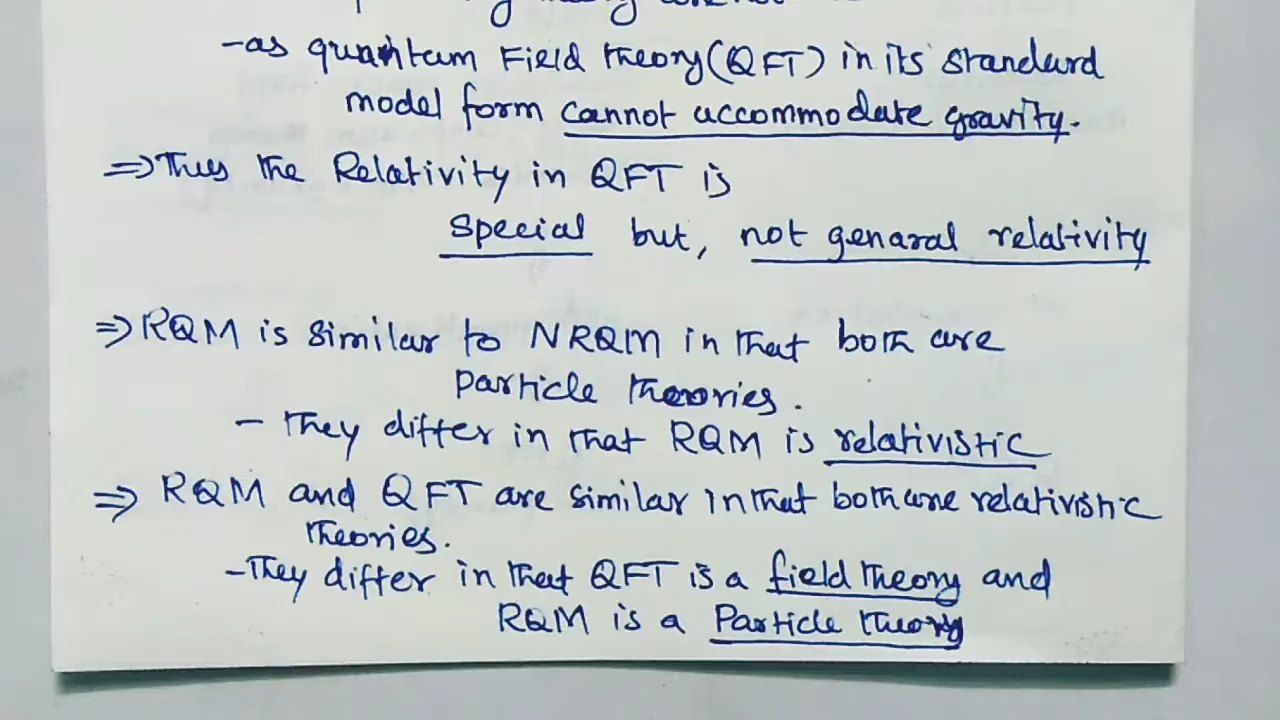 -as quantum Field theory(QFT) in its standard
model form cannot accommodate gravity.
⇒Thus the Relativity in QFT is
special but, not genaral relativity
⇒RQM is similar to NRQM in that both are
particle theories.
- They differ in that RQM is relativistic
⇒ RQM and QFT are similar in that both are relativistic
theories.
-They differ in that QFT is a field theory and
RQM is a Particle theory